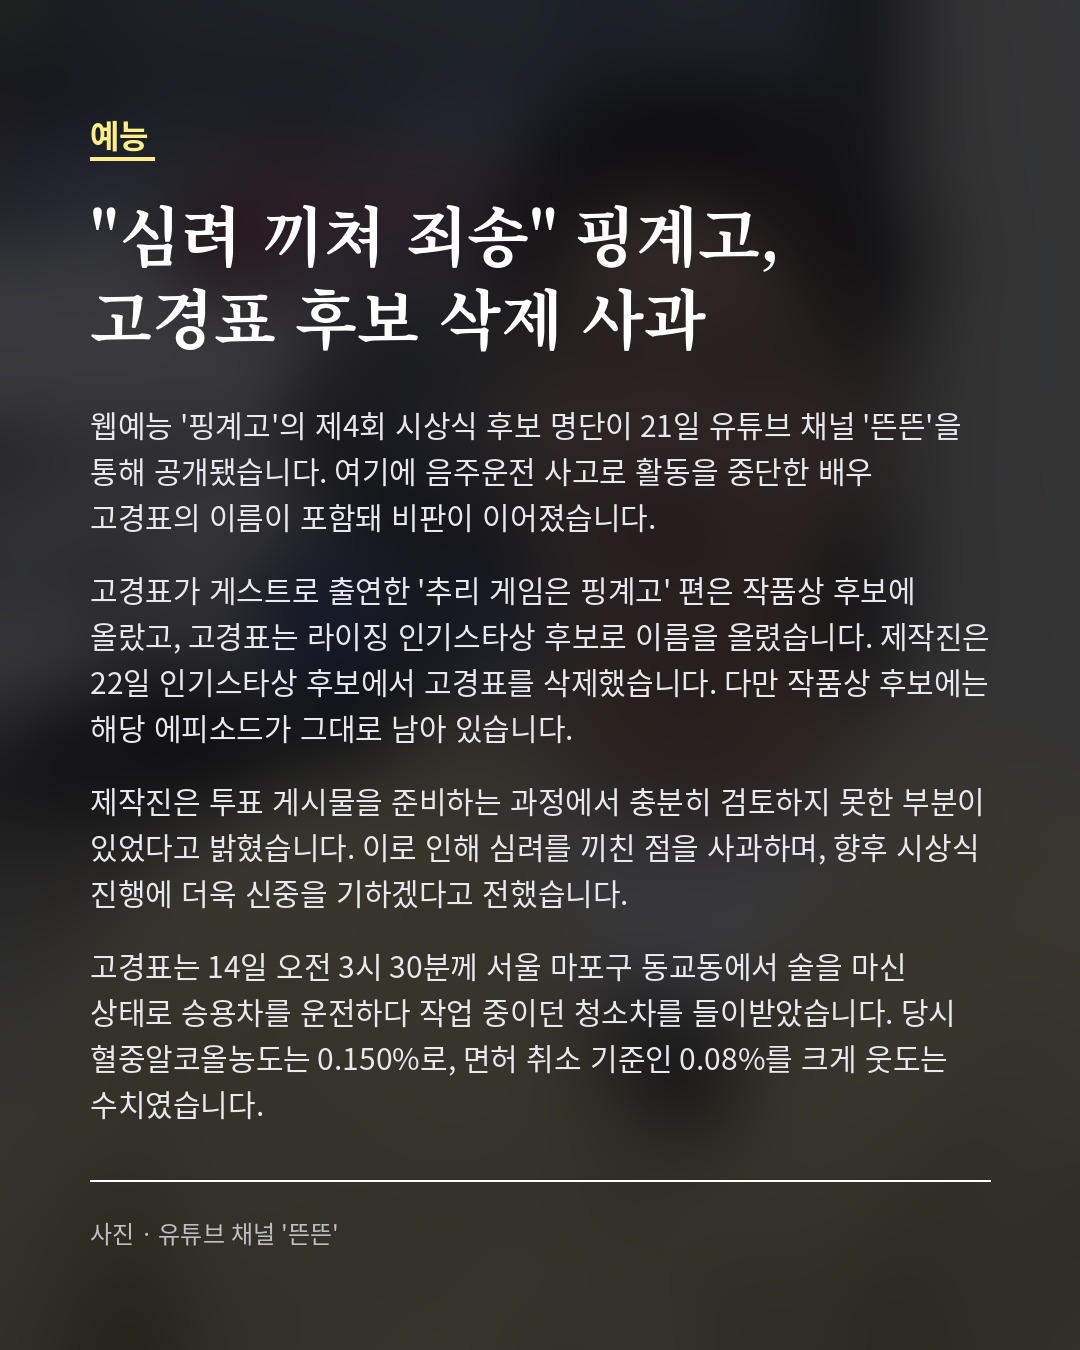 예능
"심려 끼쳐 죄송" 핑계고,
고경표 후보 삭제 사과
웹예능 '핑계고'의 제4회 시상식 후보 명단이 21일 유튜브 채널 '뜬뜬'을
통해 공개됐습니다. 여기에 음주운전 사고로 활동을 중단한 배우
고경표의 이름이 포함돼 비판이 이어졌습니다.
고경표가 게스트로 출연한 '추리 게임은 핑계고' 편은 작품상 후보에
올랐고, 고경표는 라이징 인기스타상 후보로 이름을 올렸습니다. 제작진은
22일 인기스타상 후보에서 고경표를 삭제했습니다. 다만 작품상 후보에는
해당 에피소드가 그대로 남아 있습니다.
제작진은 투표 게시물을 준비하는 과정에서 충분히 검토하지 못한 부분이
있었다고 밝혔습니다. 이로 인해 심려를 끼친 점을 사과하며, 향후 시상식
진행에 더욱 신중을 기하겠다고 전했습니다.
고경표는 14일 오전 3시 30분께 서울 마포구 동교동에서 술을 마신
상태로 승용차를 운전하다 작업 중이던 청소차를 들이받았습니다. 당시
혈중알코올농도는 0.150%로, 면허 취소 기준인 0.08%를 크게 웃도는
수치였습니다.
사진 · 유튜브 채널 '뜬뜬'